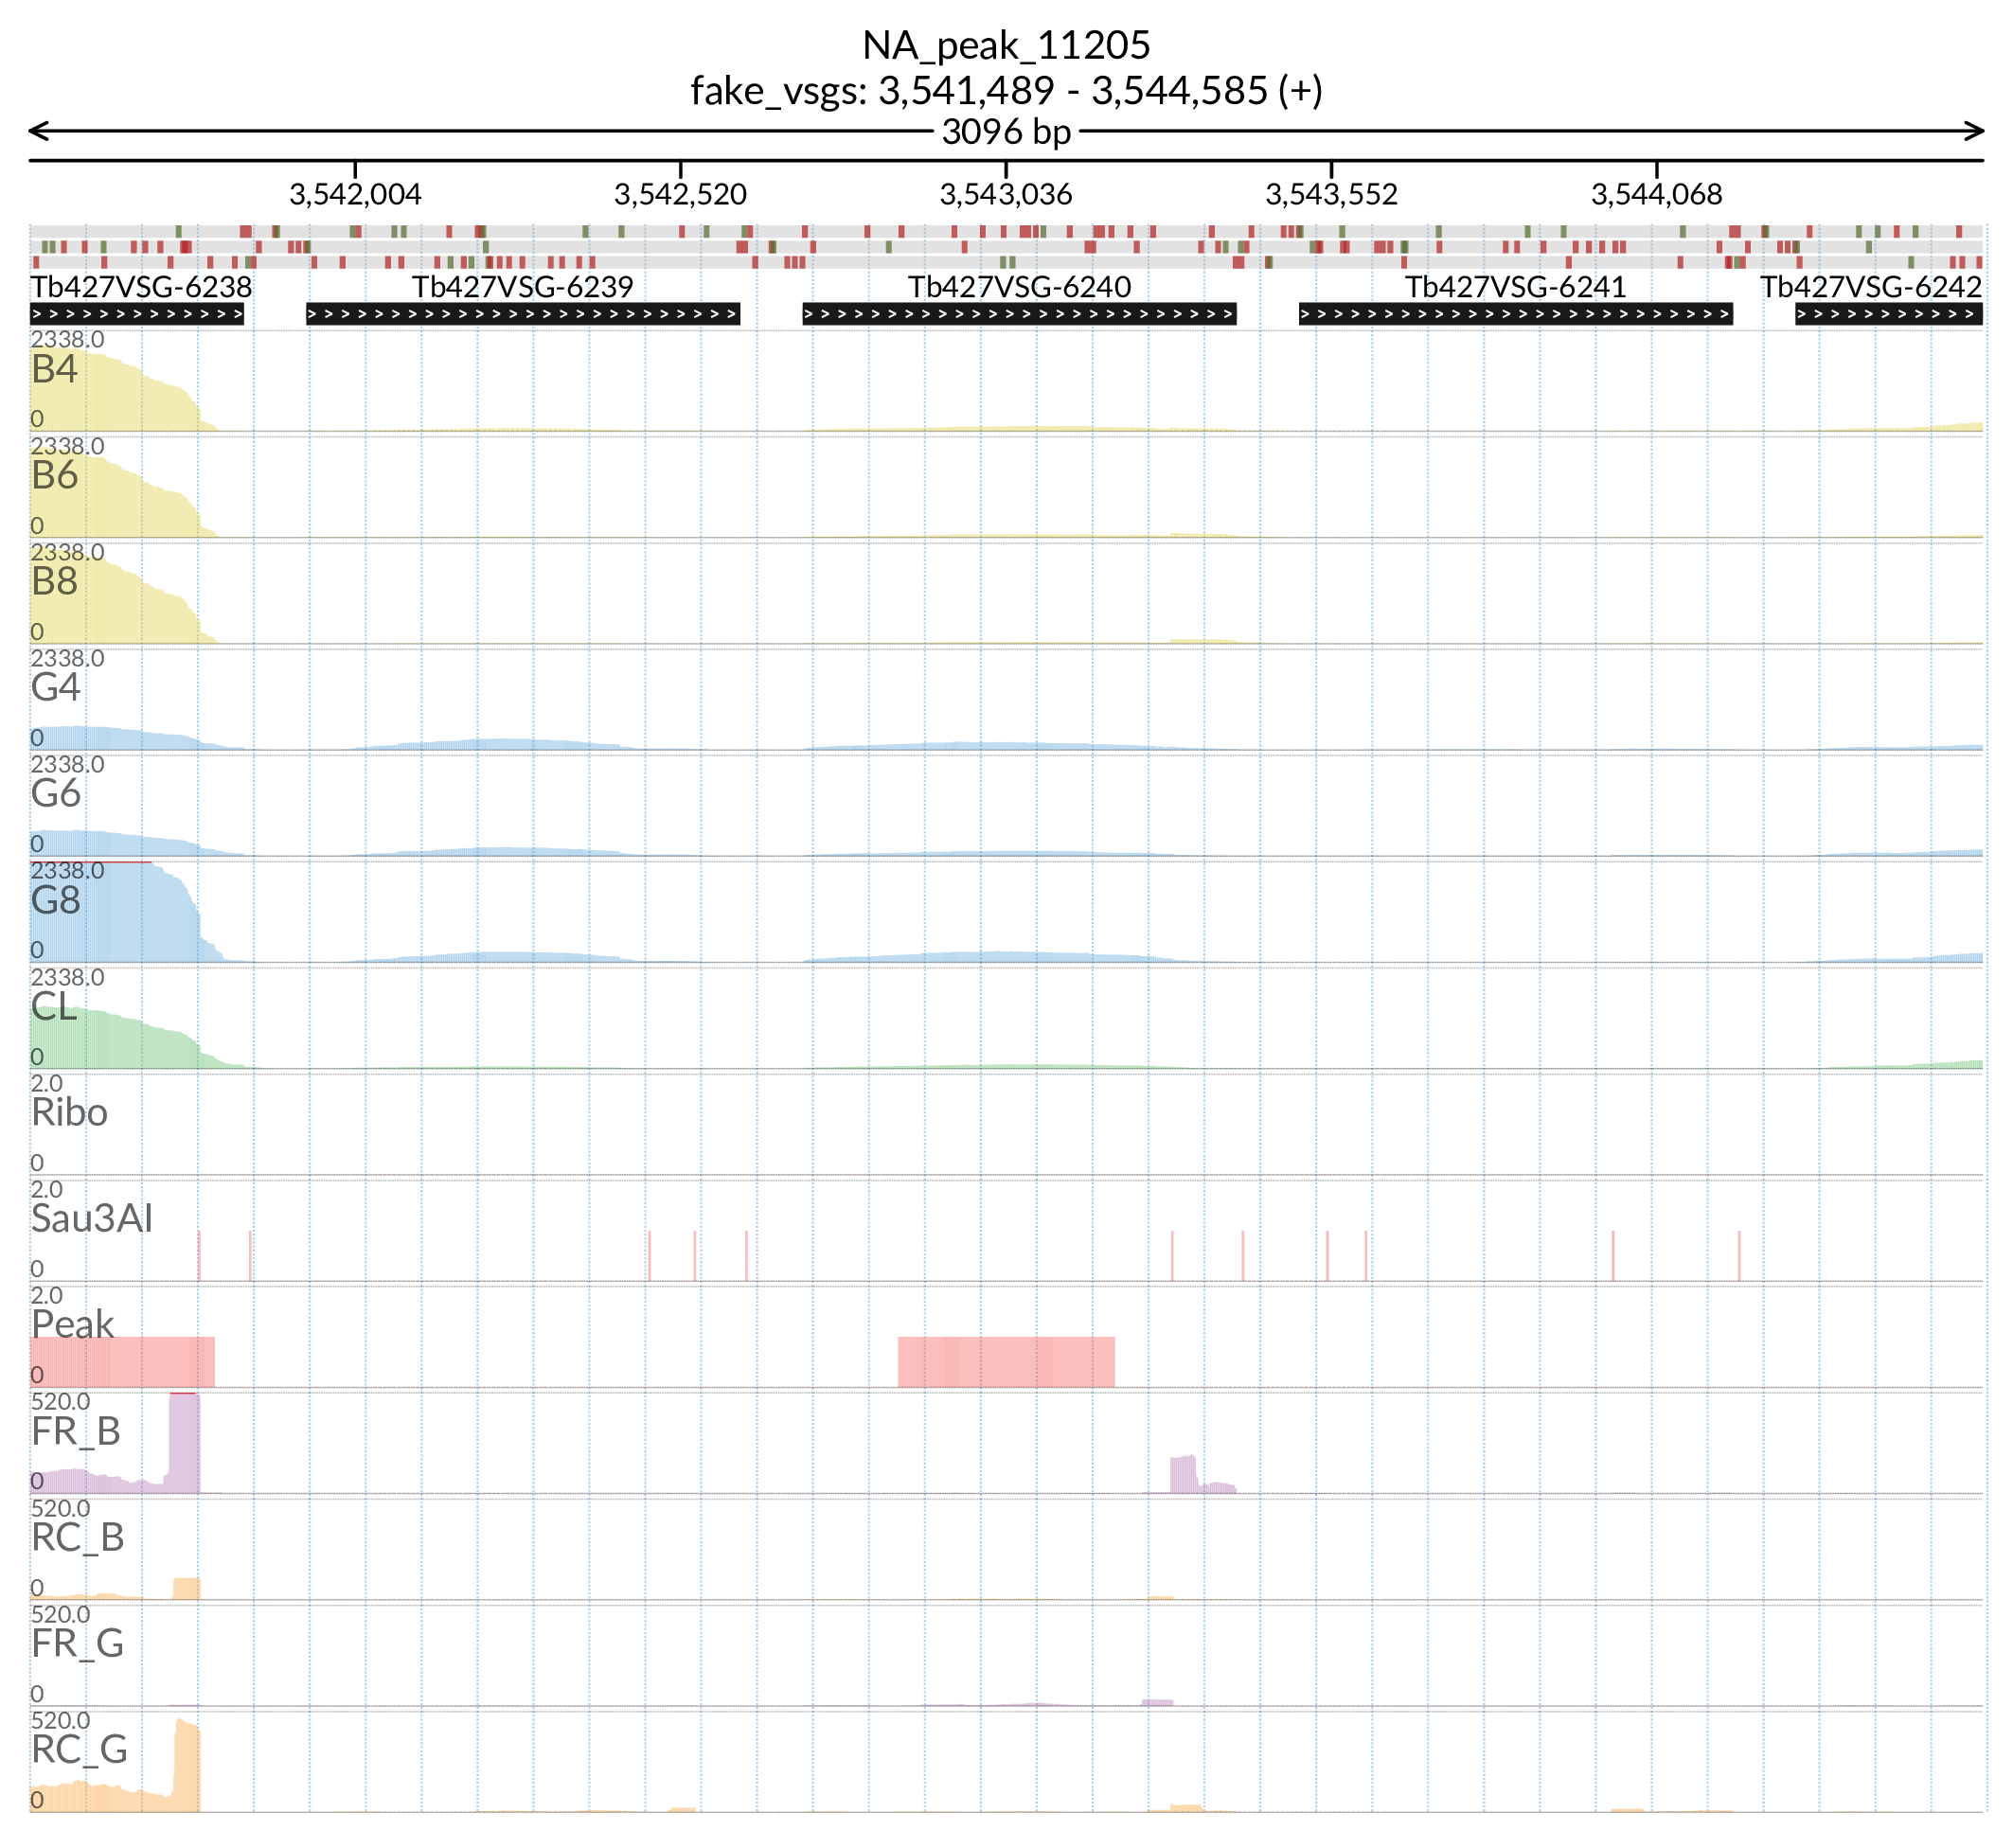 NA_peak_11205
fake_vsgs: 3,541,489 - 3,544,585 (+)
3096 bp
3,542,004 3,542,520 3,543,036 3,543,552 3,544,068
Tb427VSG-6238 Tb427VSG-6239 Tb427VSG-6240 Tb427VSG-6241 Tb427VSG-6242
2338.0
B4
0
2338.0
B6
0
2338.0
B8
0
2338.0
G4
0
2338.0
G6
0
2338.0
G8
0
2338.0
CL
0
2.0
Ribo
0
2.0
Sau3AI
0
2.0
Peak
0
520.0
FR_B
0
520.0
RC_B
0
520.0
FR_G
0
520.0
RC_G
0